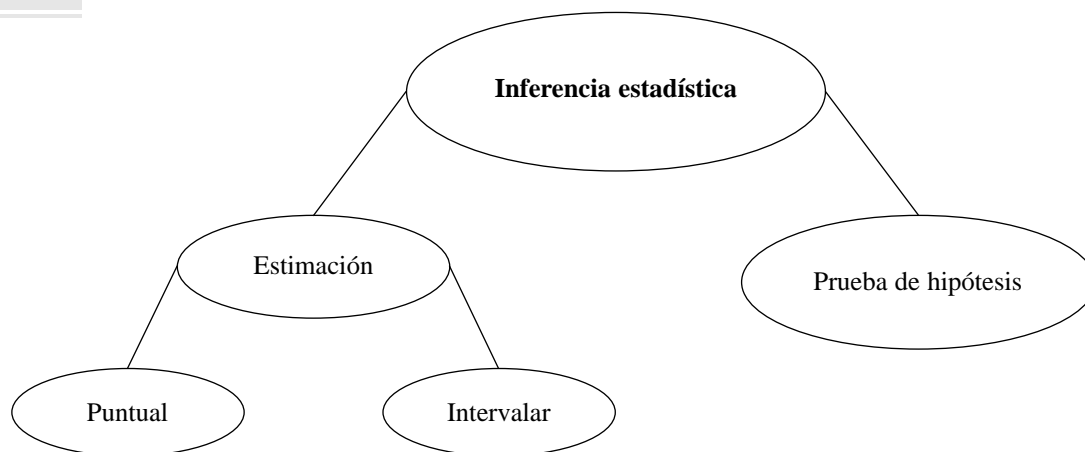 Inferencia estadística
Estimación
Prueba de hipótesis
Puntual
Intervalar